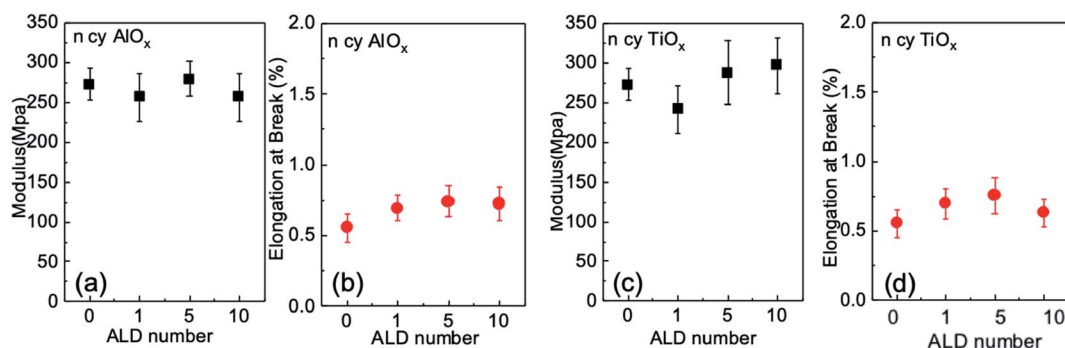 Modulus(Mpa)
350
300
250
200
150
100
50
0
n cy AlOₓ
(a)
0 1 5 10
ALD number
Elongation at Break (%)
2.0
1.5
1.0
0.5
0.0
n cy AlOₓ
(b)
0 1 5 10
ALD number
Modulus(Mpa)
350
300
250
200
150
100
50
0
n cy TiOₓ
(c)
0 1 5 10
ALD number
Elongation at Break (%)
2.0
1.5
1.0
0.5
0.0
n cy TiOₓ
(d)
0 1 5 10
ALD number